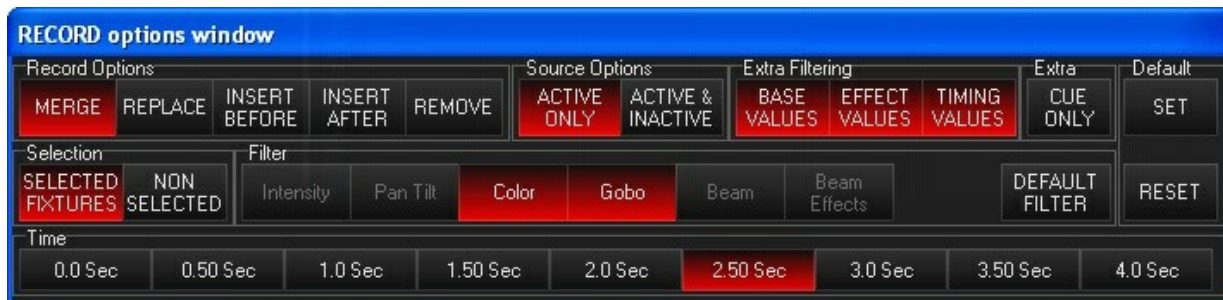 RECORD options window
Record Options
Source Options
Extra Filtering
Extra
Default
MERGE
REPLACE
INSERT
BEFORE
INSERT
AFTER
REMOVE
ACTIVE
ONLY
ACTIVE &
INACTIVE
BASE
VALUES
EFFECT
VALUES
TIMING
VALUES
CUE
ONLY
SET
Selection
Filter
SELECTED
FIXTURES
NON
SELECTED
Intensity
Pan Tilt
Color
Gobo
Beam
Beam
Effects
DEFAULT
FILTER
RESET
Time
0.0 Sec
0.50 Sec
1.0 Sec
1.50 Sec
2.0 Sec
2.50 Sec
3.0 Sec
3.50 Sec
4.0 Sec